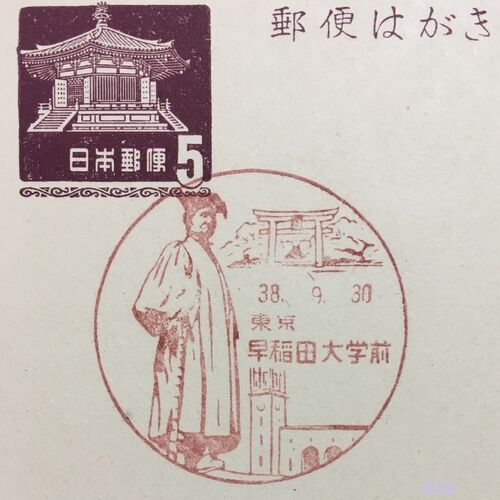 郵便はがき
日本郵便 5
38. 9. 30
東京
早稲田大学前